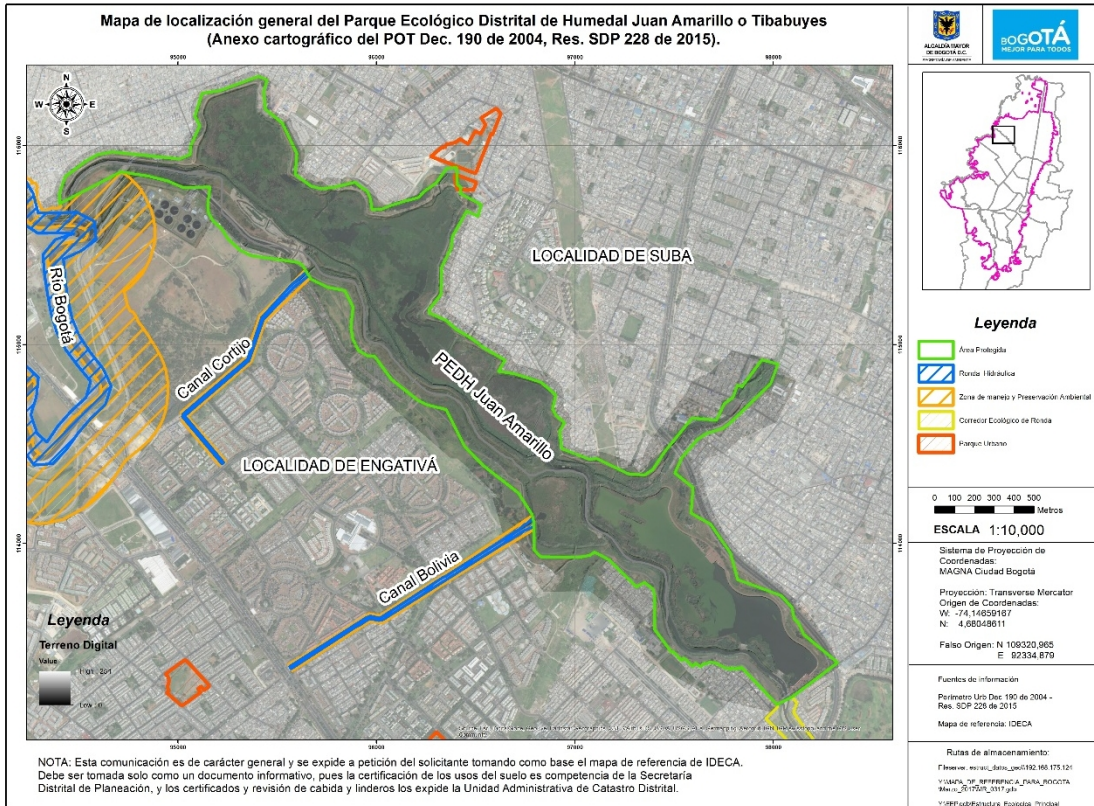 Mapa de localización general del Parque Ecológico Distrital de Humedal Juan Amarillo o Tibabuyes
(Anexo cartográfico del POT Dec. 190 de 2004, Res. SDP 228 de 2015).
ALCALDÍA MAYOR
DE BOGOTÁ D.C.
BOGOTÁ
MEJOR PARA TODOS
95000
96000
97000
98000
N
W
E
S
116000
115000
114000
LOCALIDAD DE SUBA
Río Bogotá
Canal Cortijo
PEDH Juan Amarillo
LOCALIDAD DE ENGATIVÁ
Canal Bolivia
Leyenda
Terreno Digital
Value
95000
96000
97000
98000
Leyenda
Área Protegida
Ronda Hidráulica
Zona de manejo y Preservación Ambiental
Corredor Ecológico de Ronda
Parque Urbano
0 100 200 300 400 500
Metros
ESCALA 1:10,000
Sistema de Proyección de
Coordenadas:
MAGNA Ciudad Bogotá
Proyección: Transverse Mercator
Origen de Coordenadas:
W: -74,14659167
N: 4,68048611
Falso Origen: N 109320,965
E 92334,879
Fuentes de información
Perimetro Urb Dec. 190 de 2004 -
Res. SDP 228 de 2015
Mapa de referencia: IDECA
Rutas de almacenamiento:
NOTA: Esta comunicación es de carácter general y se expide a petición del solicitante tomando como base el mapa de referencia de IDECA.
Debe ser tomada solo como un documento informativo, pues la certificación de los usos del suelo es competencia de la Secretaría
Distrital de Planeación, y los certificados y revisión de cabida y linderos los expide la Unidad Administrativa de Catastro Distrital.